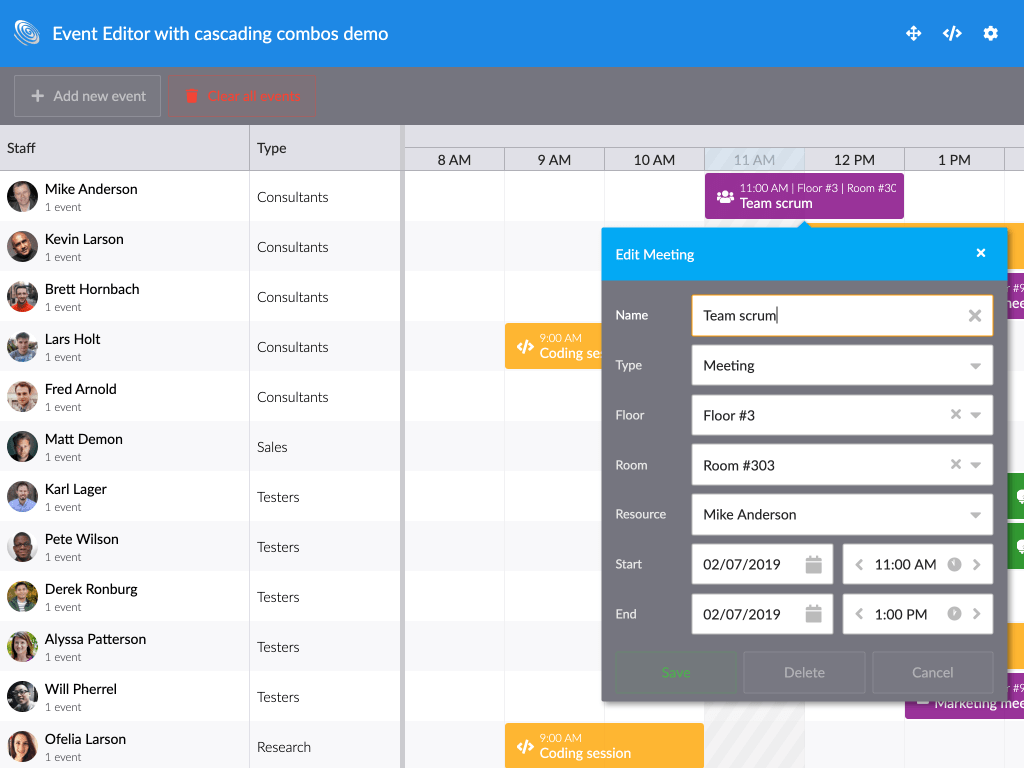 Event Editor with cascading combos demo
Add new event
Clear all events
Staff
Type
8 AM
9 AM
10 AM
11 AM
12 PM
1 PM
Mike Anderson
1 event
Consultants
11:00 AM | Floor #3 | Room #30
Team scrum
Kevin Larson
1 event
Consultants
Brett Hornbach
1 event
Consultants
Lars Holt
1 event
Consultants
9:00 AM
Coding se
Fred Arnold
1 event
Consultants
Matt Demon
1 event
Sales
Karl Lager
1 event
Testers
Pete Wilson
1 event
Testers
Derek Ronburg
1 event
Testers
Alyssa Patterson
1 event
Testers
Will Pherrel
1 event
Testers
Marketing mee
Ofelia Larson
1 event
Research
9:00 AM
Coding session
Edit Meeting
Name
Team scrum
Type
Meeting
Floor
Floor #3
Room
Room #303
Resource
Mike Anderson
Start
02/07/2019
11:00 AM
End
02/07/2019
1:00 PM
Save
Delete
Cancel